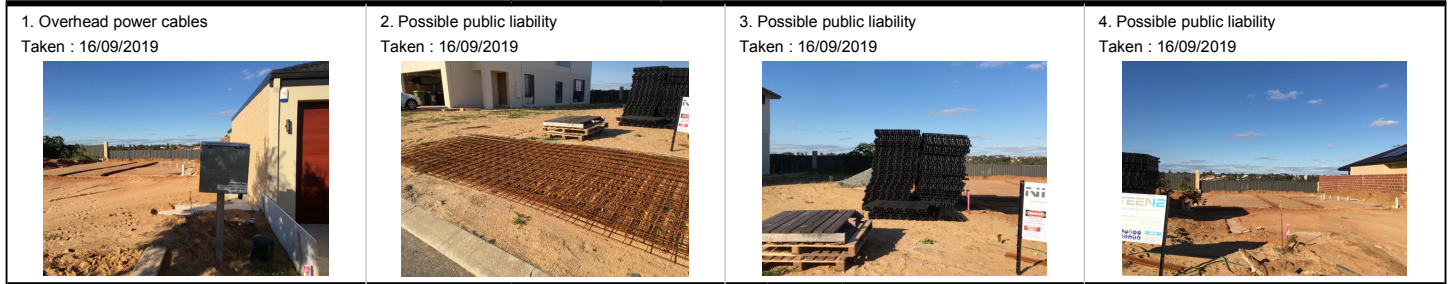 1. Overhead power cables
Taken : 16/09/2019
2. Possible public liability
Taken : 16/09/2019
3. Possible public liability
Taken : 16/09/2019
4. Possible public liability
Taken : 16/09/2019